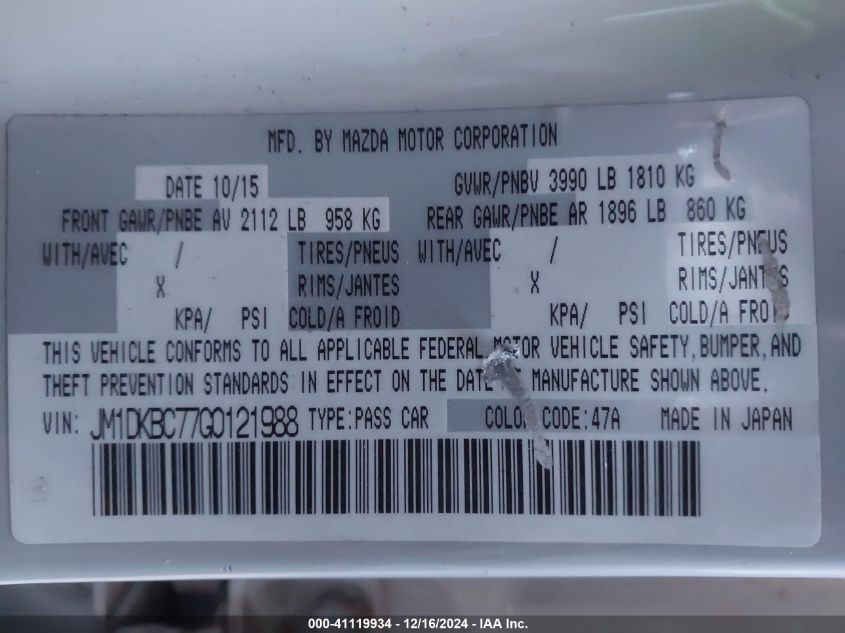 MFD. BY MAZDA MOTOR CORPORATION
DATE 10/15 GVWR/PNBV 3990 LB 1810 KG
FRONT GAWR/PNBE AV 2112 LB 958 KG REAR GAWR/PNBE AR 1896 LB 860 KG
WITH/AVEC / TIRES/PNEUS WITH/AVEC / TIRES/PNEUS
X RIMS/JANTES X RIMS/JANTES
KPA/ PSI COLD/A FROID KPA/ PSI COLD/A FROID
THIS VEHICLE CONFORMS TO ALL APPLICABLE FEDERAL MOTOR VEHICLE SAFETY, BUMPER, AND
THEFT PREVENTION STANDARDS IN EFFECT ON THE DATE OF MANUFACTURE SHOWN ABOVE.
VIN: JM1DKBC77G0121988 TYPE:PASS CAR COLOR CODE:47A MADE IN JAPAN
000-41119934 - 12/16/2024 - IAA Inc.